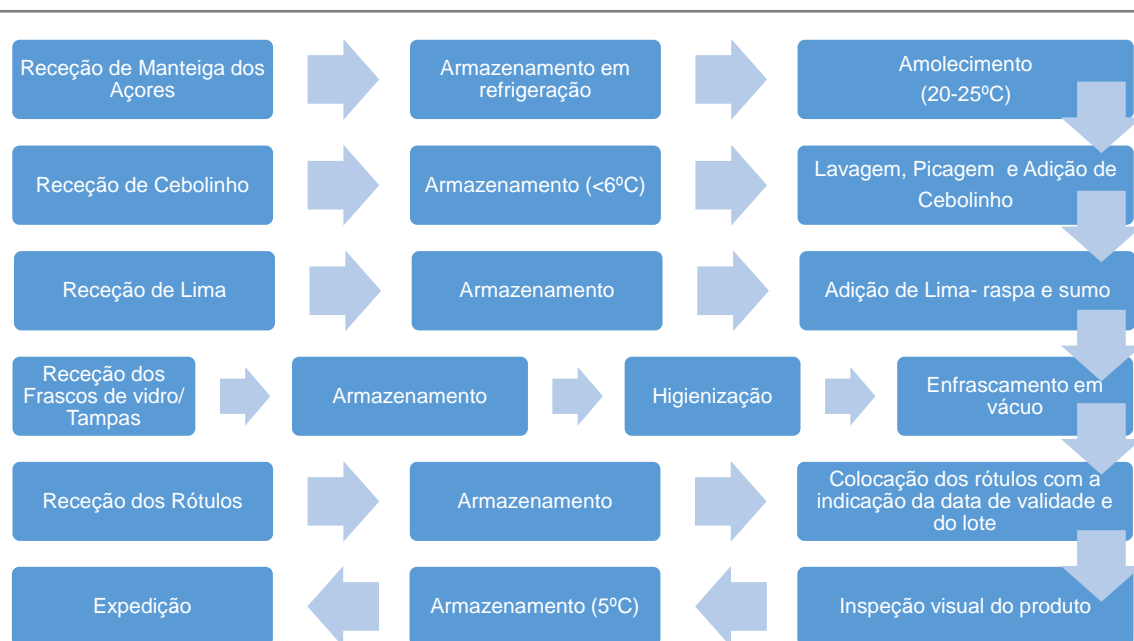 Receção de Manteiga dos
Açores
Armazenamento em
refrigeração
Amolecimento
(20-25ºC)
Receção de Cebolinho
Armazenamento (<6ºC)
Lavagem, Picagem e Adição de
Cebolinho
Receção de Lima
Armazenamento
Adição de Lima- raspa e sumo
Receção dos
Frascos de vidro/
Tampas
Armazenamento
Higienização
Enfrascamento em
vácuo
Receção dos Rótulos
Armazenamento
Colocação dos rótulos com a
indicação da data de validade e
do lote
Expedição
Armazenamento (5ºC)
Inspeção visual do produto